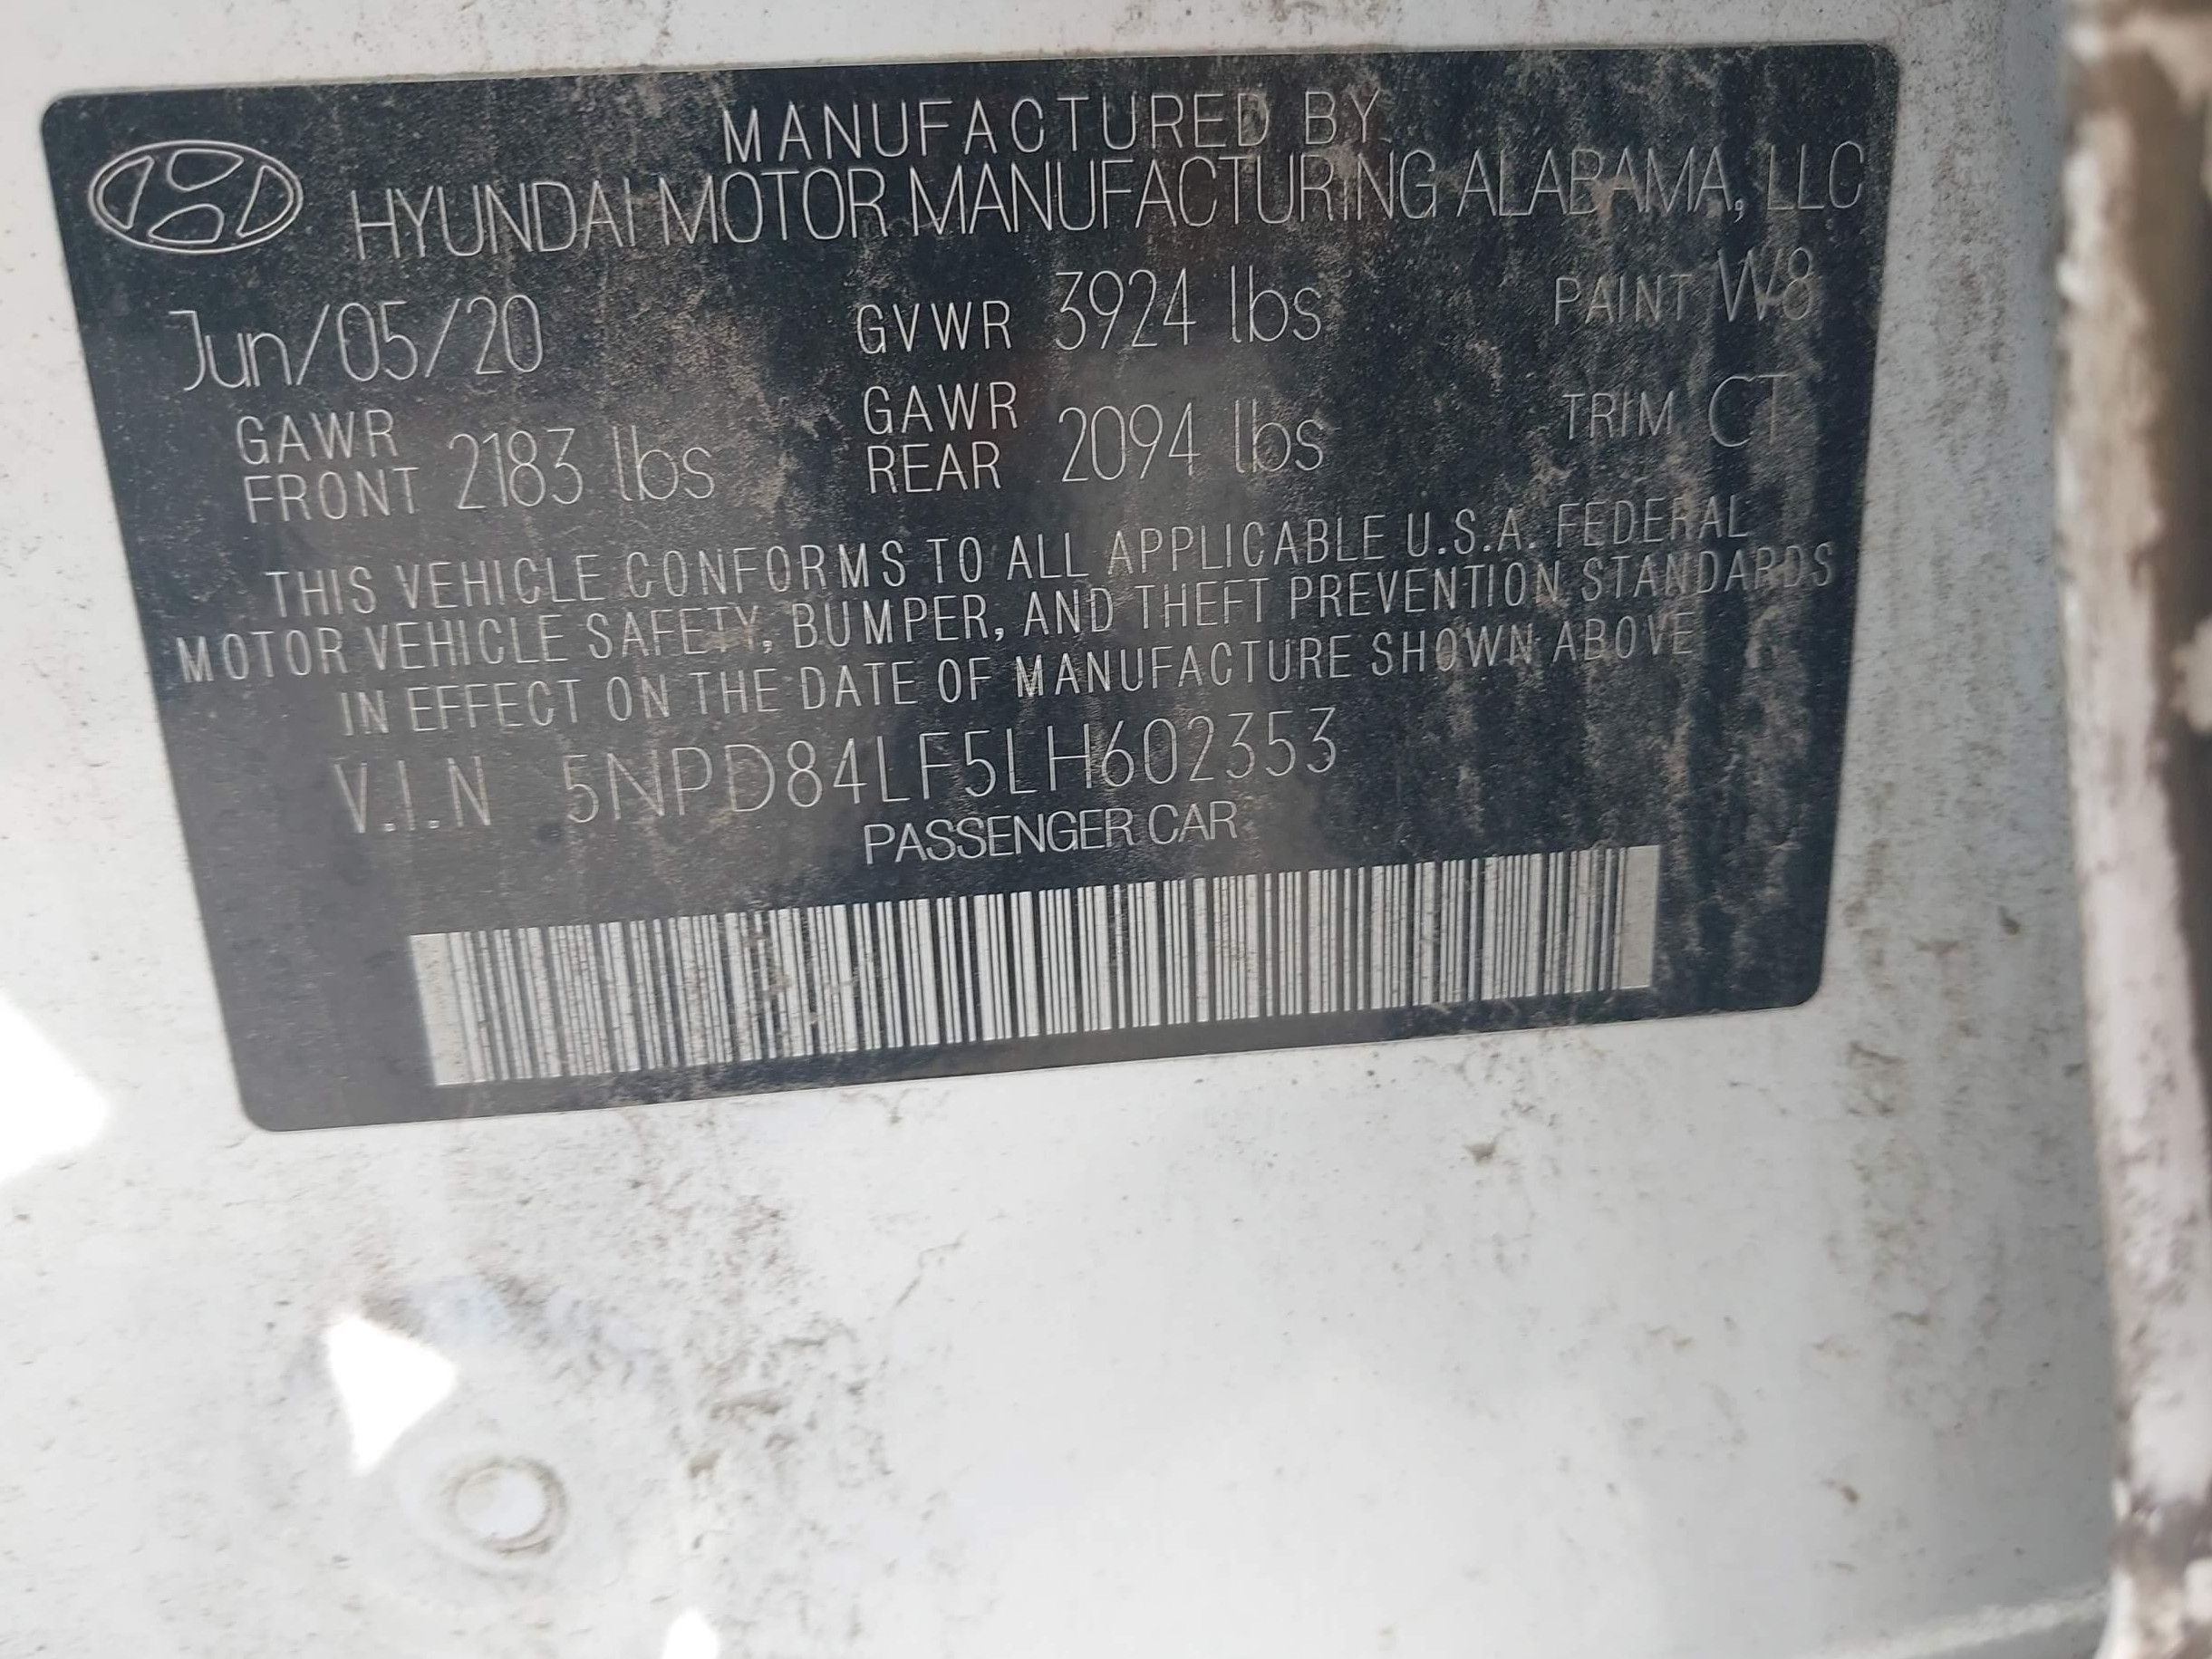 MANUFACTURED BY
HYUNDAI MOTOR MANUFACTURING ALABAMA, LLC
Jun/05/20 GVWR 3924 lbs PAINT W8
GAWR FRONT 2183 lbs GAWR REAR 2094 lbs TRIM CT
THIS VEHICLE CONFORMS TO ALL APPLICABLE U.S.A. FEDERAL
MOTOR VEHICLE SAFETY, BUMPER, AND THEFT PREVENTION STANDARDS
IN EFFECT ON THE DATE OF MANUFACTURE SHOWN ABOVE
V.I.N 5NPD84LF5LH602353
PASSENGER CAR